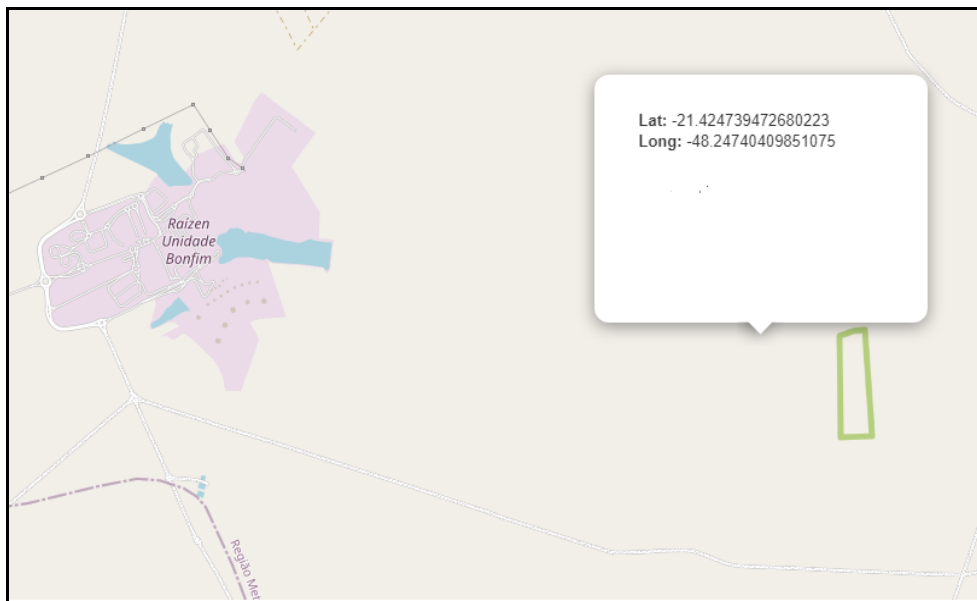 Lat: -21.424739472680223
Long: -48.24740409851075
Raízen
Unidade
Bonfim
Região Met